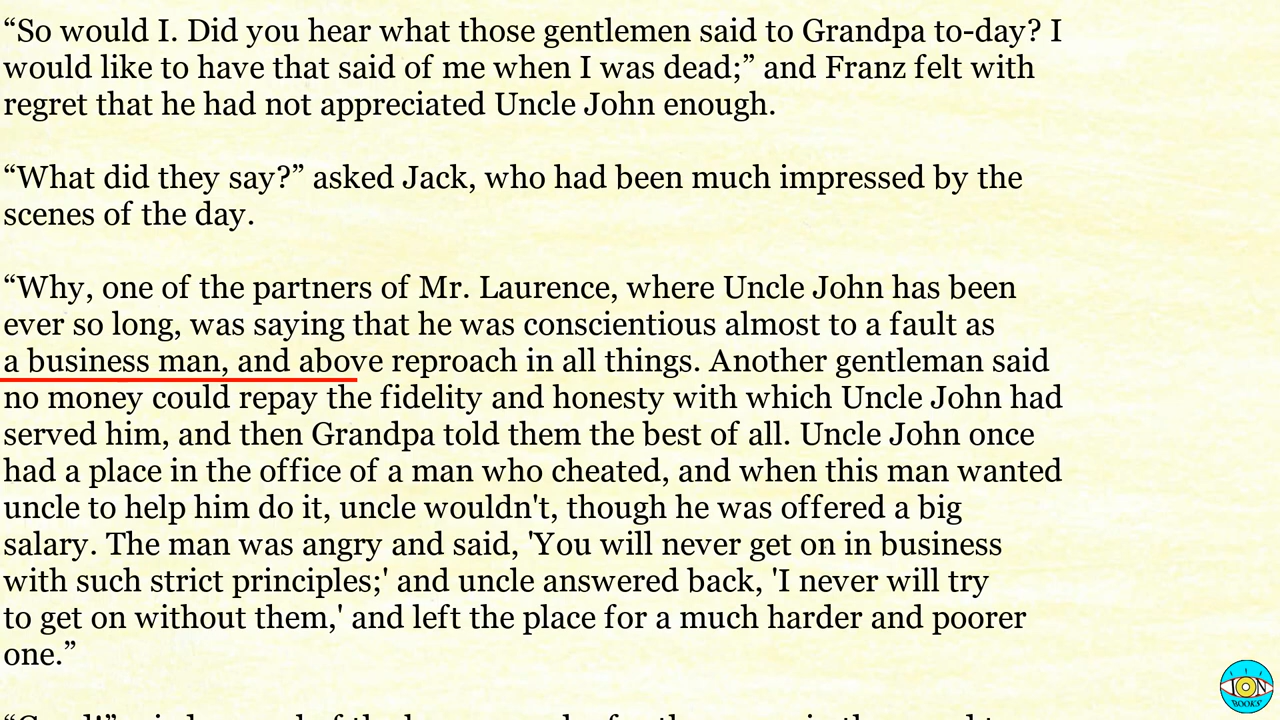 “So would I. Did you hear what those gentlemen said to Grandpa to-day? I
would like to have that said of me when I was dead;” and Franz felt with
regret that he had not appreciated Uncle John enough.
“What did they say?” asked Jack, who had been much impressed by the
scenes of the day.
“Why, one of the partners of Mr. Laurence, where Uncle John has been
ever so long, was saying that he was conscientious almost to a fault as
a business man, and above reproach in all things. Another gentleman said
no money could repay the fidelity and honesty with which Uncle John had
served him, and then Grandpa told them the best of all. Uncle John once
had a place in the office of a man who cheated, and when this man wanted
uncle to help him do it, uncle wouldn't, though he was offered a big
salary. The man was angry and said, 'You will never get on in business
with such strict principles;' and uncle answered back, 'I never will try
to get on without them,' and left the place for a much harder and poorer
one.”
ION
BOOKS